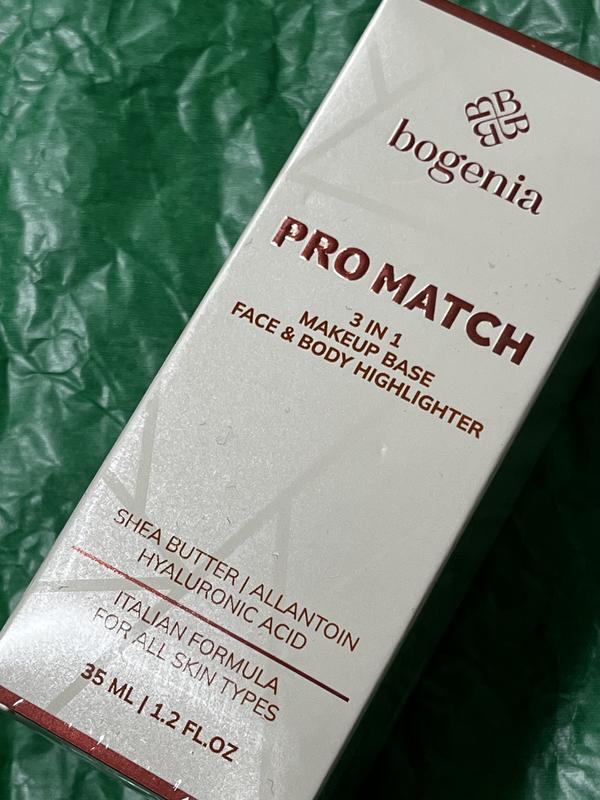 bogenia
PRO MATCH
3 IN 1
MAKEUP BASE
FACE & BODY HIGHLIGHTER
SHEA BUTTER | ALLANTOIN
HYALURONIC ACID
ITALIAN FORMULA
FOR ALL SKIN TYPES
35 ML | 1.2 FL.OZ